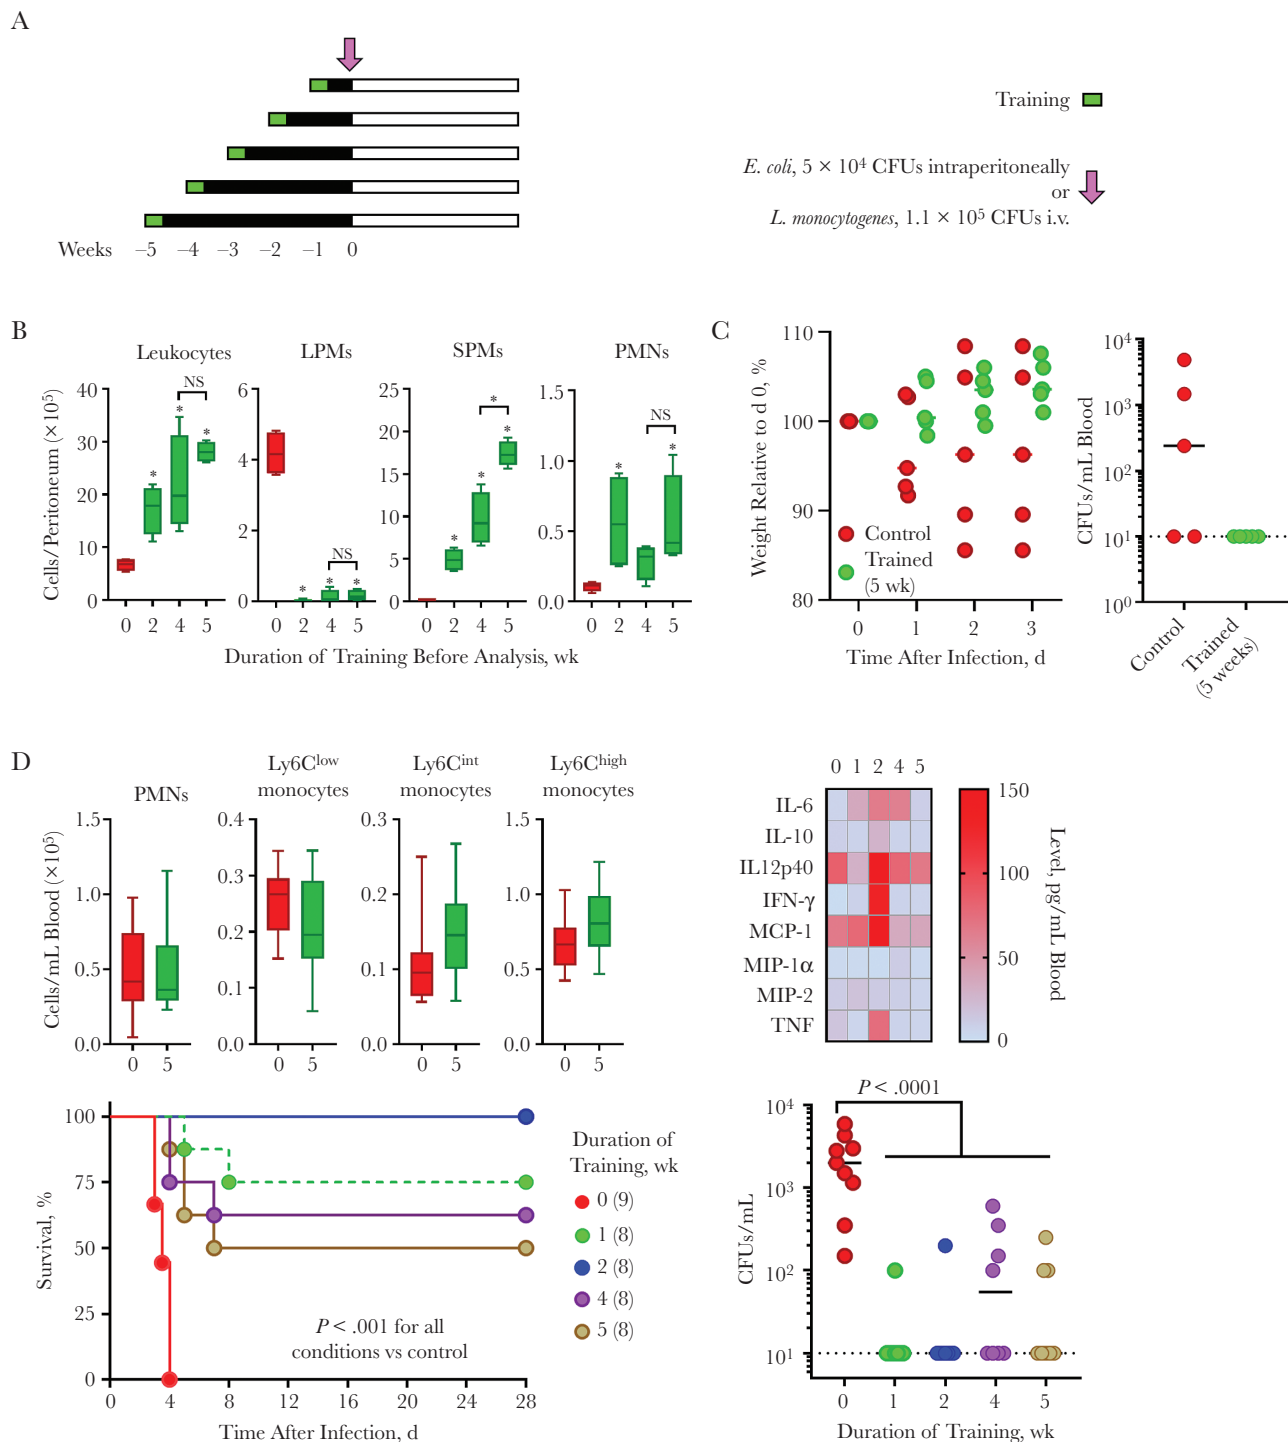 A
Training
E. coli, 5 × 10⁴ CFUs intraperitoneally
or
L. monocytogenes, 1.1 × 10⁵ CFUs i.v.
Weeks –5 –4 –3 –2 –1 0
B
Leukocytes LPMs SPMs PMNs
Cells/Peritoneum (×10⁵)
40 30 20 10 0
* * NS *
0 2 4 5
6 4 2 0
* * NS *
0 2 4 5
25 20 15 10 5 0
* * * *
0 2 4 5
1.5 1.0 0.5 0.0
* NS *
0 2 4 5
Duration of Training Before Analysis, wk
C
Weight Relative to d 0, %
110
100
90
80
Control
Trained
(5 wk)
0 1 2 3
Time After Infection, d
CFUs/mL Blood
10⁴
10³
10²
10¹
10⁰
Control
Trained
(5 weeks)
D
PMNs
Ly6Cˡᵒʷ
monocytes
Ly6Cⁱⁿᵗ
monocytes
Ly6Cʰⁱᵍʰ
monocytes
Cells/mL Blood (×10⁵)
1.5 1.0 0.5 0.0
0 5
0.4 0.3 0.2 0.1 0.0
0 5
0.3 0.2 0.1 0.0
0 5
1.5 1.0 0.5 0.0
0 5
0 1 2 4 5
IL-6
IL-10
IL12p40
IFN-γ
MCP-1
MIP-1α
MIP-2
TNF
150
100
50
0
Level, pg/mL Blood
Survival, %
100
75
50
25
0
P < .001 for all
conditions vs control
0 4 8 12 16 20 24 28
Time After Infection, d
Duration of
Training, wk
0 (9)
1 (8)
2 (8)
4 (8)
5 (8)
P < .0001
CFUs/mL
10⁴
10³
10²
10¹
0 1 2 4 5
Duration of Training, wk